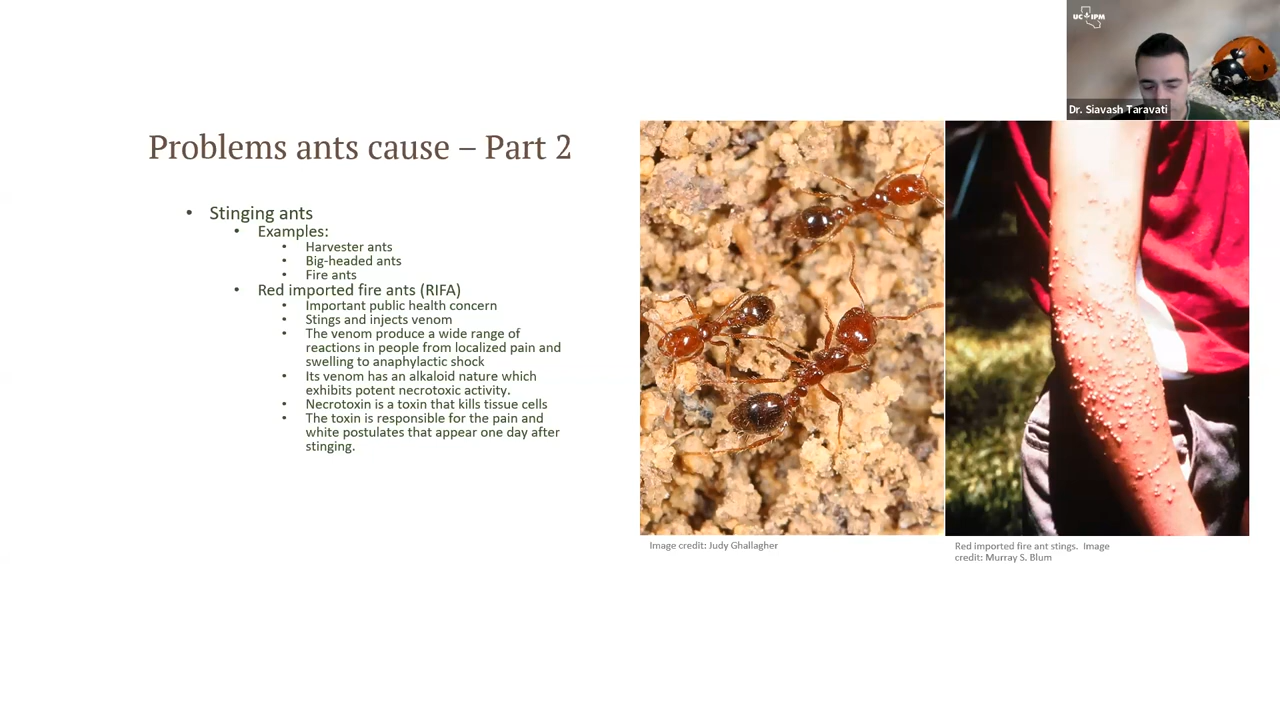 UC IPM
Dr. Siavash Taravati
Problems ants cause – Part 2
• Stinging ants
• Examples:
• Harvester ants
• Big-headed ants
• Fire ants
• Red imported fire ants (RIFA)
• Important public health concern
• Stings and injects venom
• The venom produce a wide range of
reactions in people from localized pain and
swelling to anaphylactic shock
• Its venom has an alkaloid nature which
exhibits potent necrotoxic activity.
• Necrotoxin is a toxin that kills tissue cells
• The toxin is responsible for the pain and
white postulates that appear one day after
stinging.
Image credit: Judy Ghallagher
Red imported fire ant stings. Image
credit: Murray S. Blum